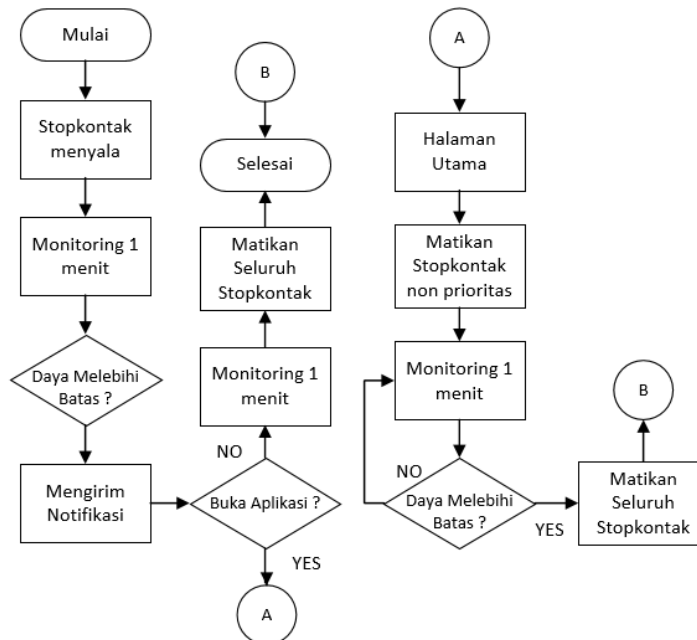 Mulai
Stopkontak
menyala
Monitoring 1
menit
Daya Melebihi
Batas ?
Mengirim
Notifikasi
B
Selesai
Matikan
Seluruh
Stopkontak
Monitoring 1
menit
NO
Buka Aplikasi ?
YES
A
A
Halaman
Utama
Matikan
Stopkontak
non prioritas
Monitoring 1
menit
NO
Daya Melebihi
Batas ?
YES
B
Matikan
Seluruh
Stopkontak